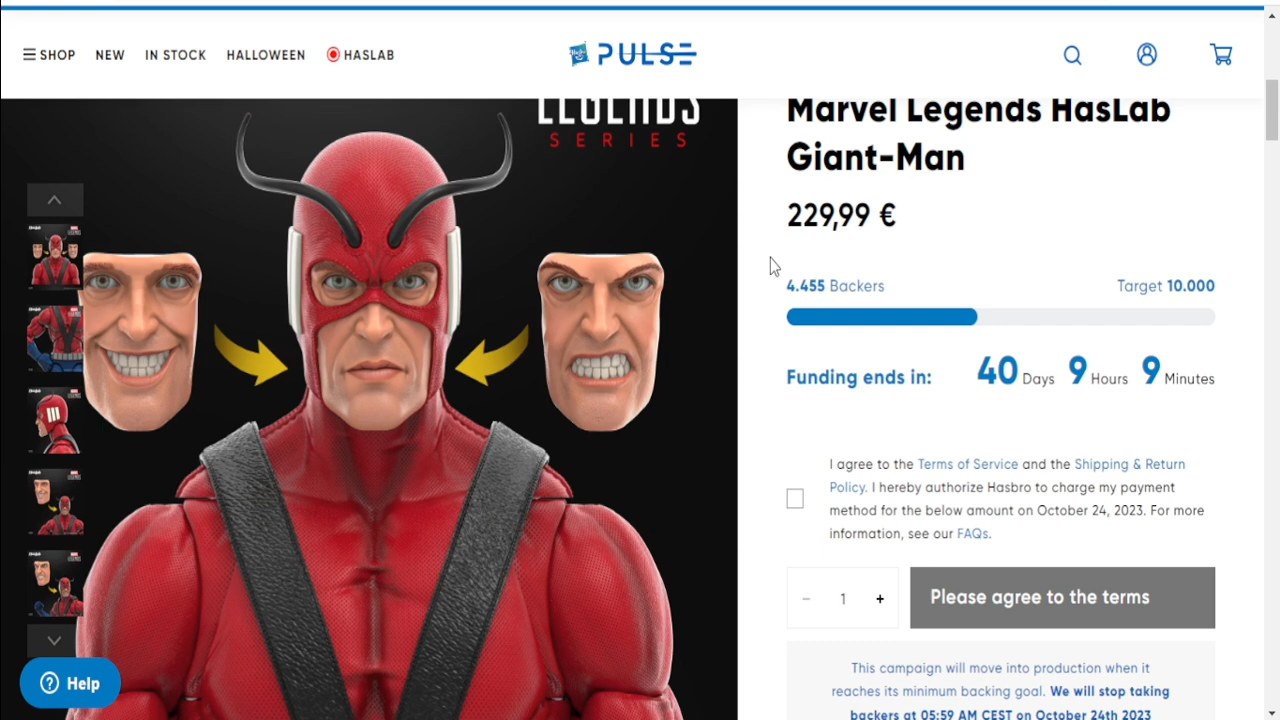 SHOP NEW IN STOCK HALLOWEEN HASLAB
Hasbro PULSE
LEGENDS
SERIES
Marvel Legends HasLab
Giant-Man
229,99 €
4.455 Backers Target 10.000
Funding ends in: 40 Days 9 Hours 9 Minutes
I agree to the Terms of Service and the Shipping & Return
Policy. I hereby authorize Hasbro to charge my payment
method for the below amount on October 24, 2023. For more
information, see our FAQs.
− 1 + Please agree to the terms
This campaign will move into production when it
reaches its minimum backing goal. We will stop taking
backers at 05:59 AM CEST on October 24th 2023
? Help